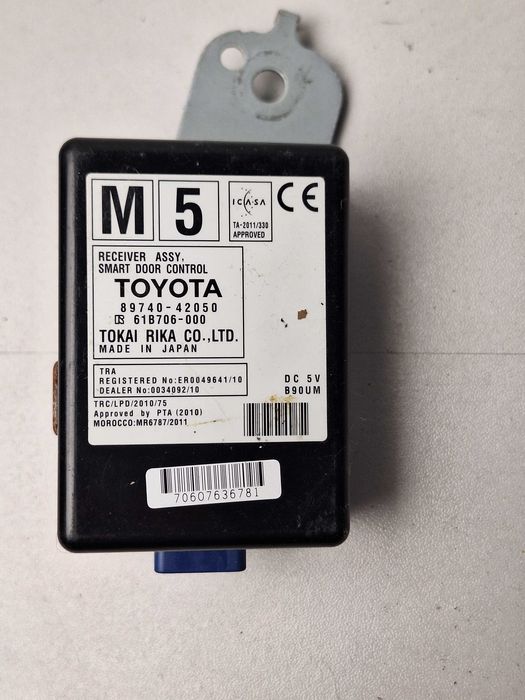 M 5
ICASA
TA-2011/330
APPROVED
CE
RECEIVER ASSY,
SMART DOOR CONTROL
TOYOTA
89740-42050
61B706-000
TOKAI RIKA CO.,LTD.
MADE IN JAPAN
TRA
REGISTERED No:ER0049641/10
DEALER No:0034092/10
DC 5V
B90UM
TRC/LPD/2010/75
Approved by PTA (2010)
MOROCCO:MR6787/2011
70607636781